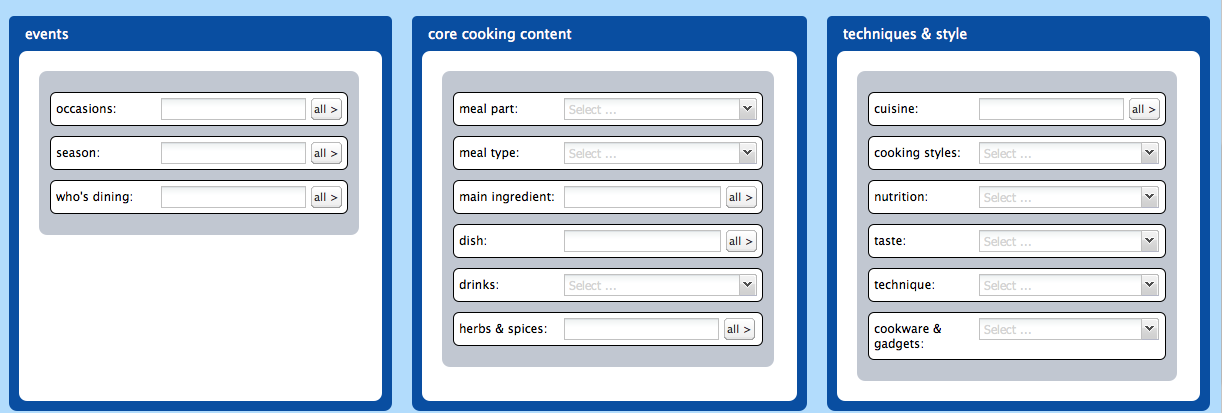 events
occasions: all >
season: all >
who's dining: all >
core cooking content
meal part: Select ...
meal type: Select ...
main ingredient: all >
dish: all >
drinks: Select ...
herbs & spices: all >
techniques & style
cuisine: all >
cooking styles: Select ...
nutrition: Select ...
taste: Select ...
technique: Select ...
cookware & Select ...
gadgets: